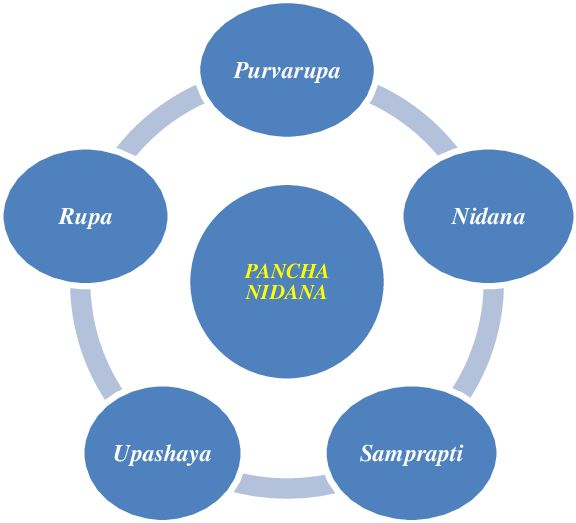 Purvarupa
Rupa
Nidana
PANCHA
NIDANA
Upashaya
Samprapti